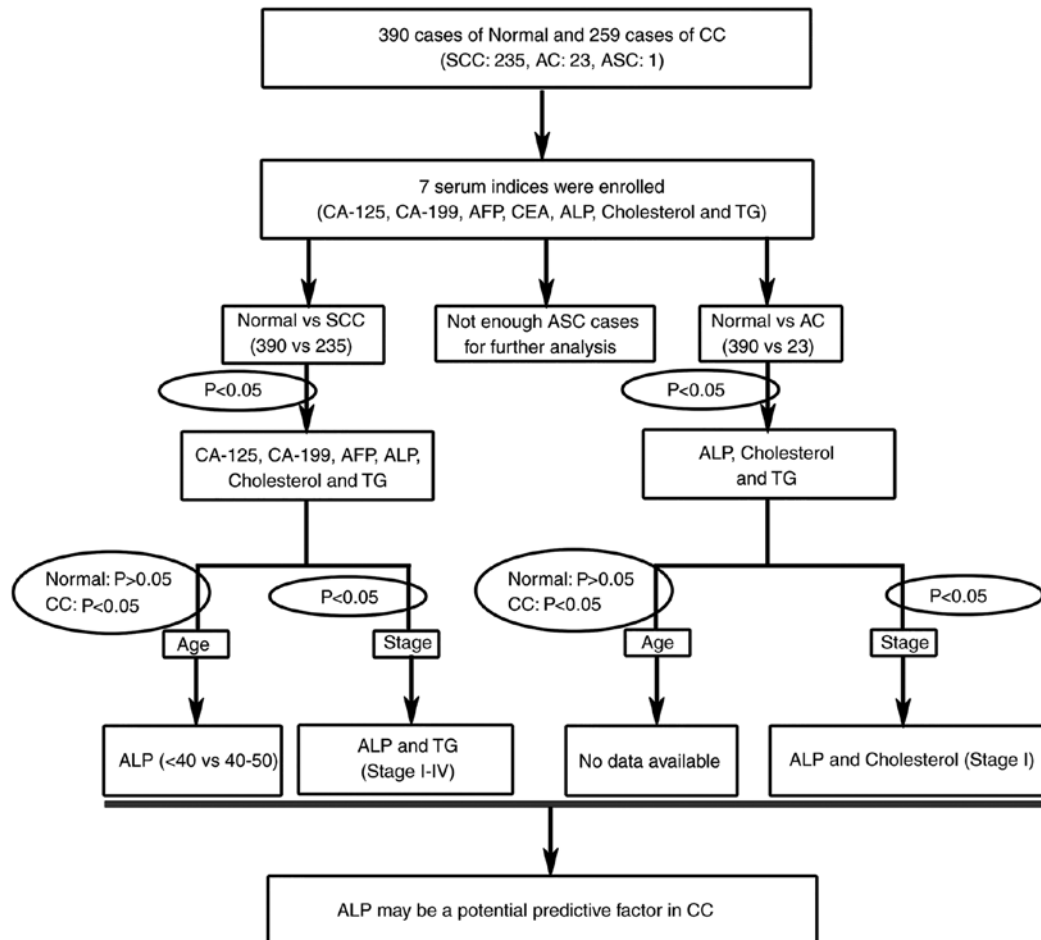 390 cases of Normal and 259 cases of CC
(SCC: 235, AC: 23, ASC: 1)
7 serum indices were enrolled
(CA-125, CA-199, AFP, CEA, ALP, Cholesterol and TG)
Normal vs SCC
(390 vs 235)
Not enough ASC cases
for further analysis
Normal vs AC
(390 vs 23)
P<0.05
P<0.05
CA-125, CA-199, AFP, ALP,
Cholesterol and TG
ALP, Cholesterol
and TG
Normal: P>0.05
CC: P<0.05
P<0.05
Normal: P>0.05
CC: P<0.05
P<0.05
Age
Stage
Age
Stage
ALP (<40 vs 40-50)
ALP and TG
(Stage I-IV)
No data available
ALP and Cholesterol (Stage I)
ALP may be a potential predictive factor in CC